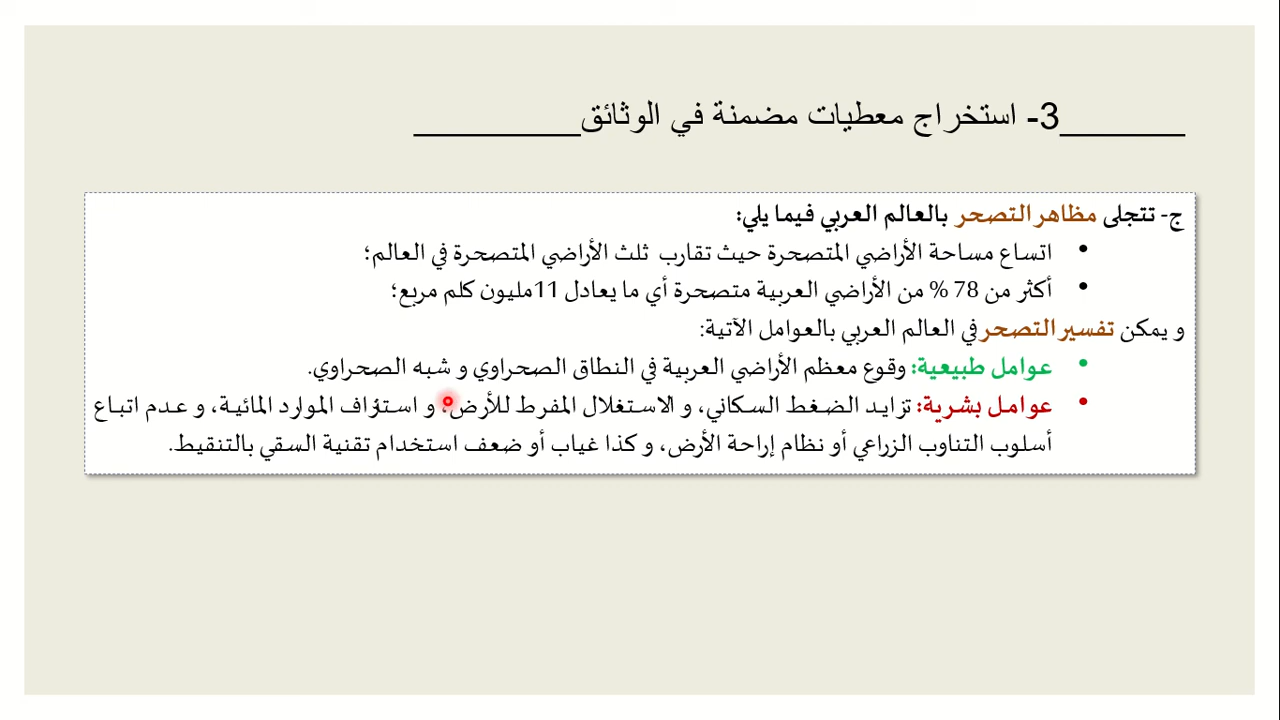 _______3- استخراج معطيات مضمنة في الوثائق_________
ج- تتجلى مظاهر التصحر بالعالم العربي فيما يلي:
• اتساع مساحة الأراضي المتصحرة حيث تقارب ثلث الأراضي المتصحرة في العالم؛
• أكثر من 78 % من الأراضي العربية متصحرة أي ما يعادل 11مليون كلم مربع؛
و يمكن تفسير التصحر في العالم العربي بالعوامل الآتية:
• عوامل طبيعية: وقوع معظم الأراضي العربية في النطاق الصحراوي و شبه الصحراوي.
• عوامل بشرية: تزايد الضغط السكاني، و الاستغلال المفرط للأرض، و استنزاف الموارد المائية، و عدم اتباع
أسلوب التناوب الزراعي أو نظام إراحة الأرض، و كذا غياب أو ضعف استخدام تقنية السقي بالتنقيط.